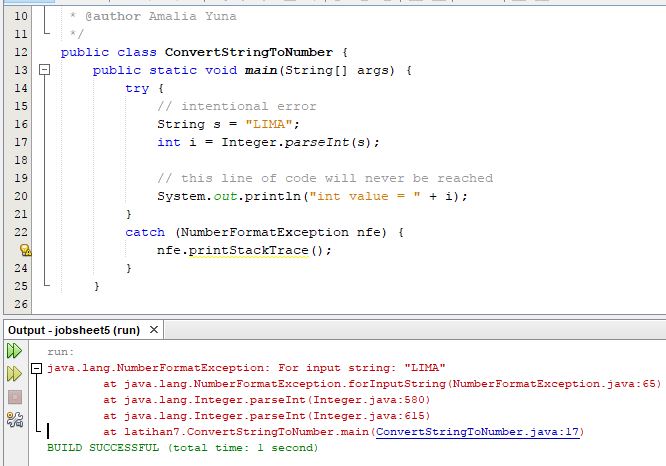 10 * @author Amalia Yuna
11 */
12 public class ConvertStringToNumber {
13 public static void main(String[] args) {
14 try {
15 // intentional error
16 String s = "LIMA";
17 int i = Integer.parseInt(s);
18
19 // this line of code will never be reached
20 System.out.println("int value = " + i);
21 }
22 catch (NumberFormatException nfe) {
nfe.printStackTrace();
24 }
25 }
26
Output - jobsheet5 (run) ×
run:
java.lang.NumberFormatException: For input string: "LIMA"
at java.lang.NumberFormatException.forInputString(NumberFormatException.java:65)
at java.lang.Integer.parseInt(Integer.java:580)
at java.lang.Integer.parseInt(Integer.java:615)
at latihan7.ConvertStringToNumber.main(ConvertStringToNumber.java:17)
BUILD SUCCESSFUL (total time: 1 second)